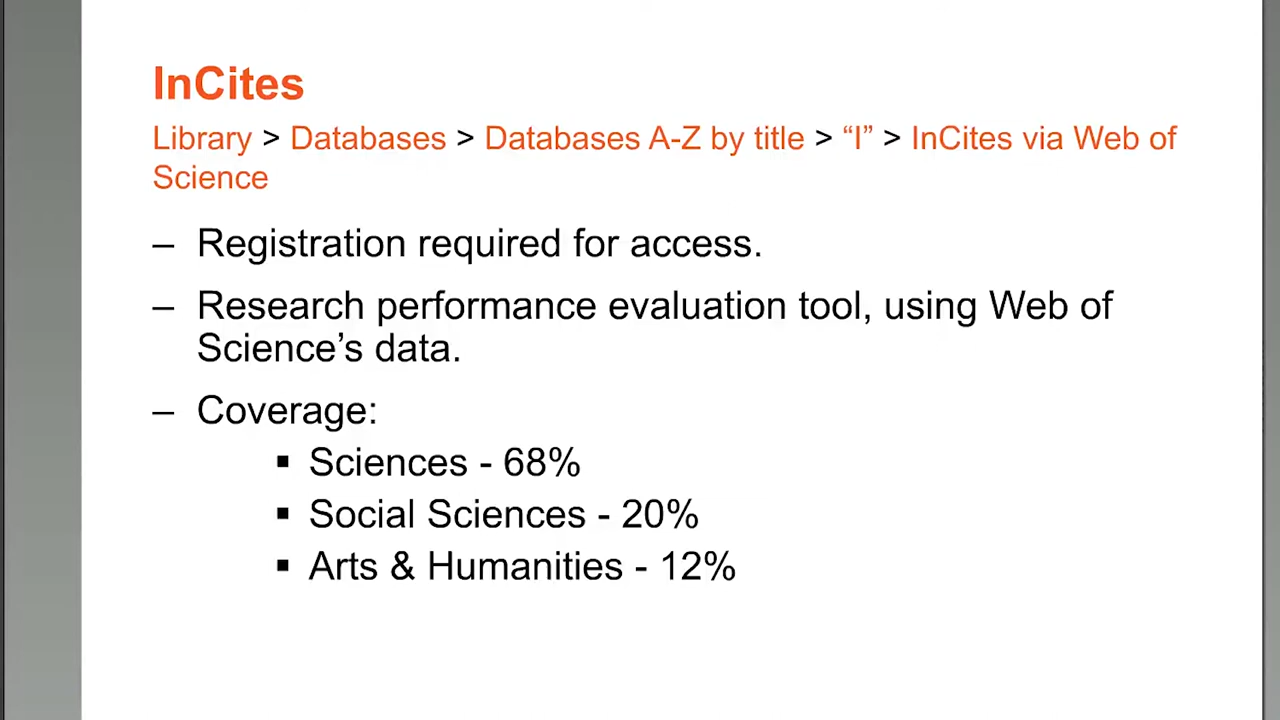 InCites
Library > Databases > Databases A-Z by title > “I” > InCites via Web of
Science
– Registration required for access.
– Research performance evaluation tool, using Web of
Science’s data.
– Coverage:
▪ Sciences - 68%
▪ Social Sciences - 20%
▪ Arts & Humanities - 12%